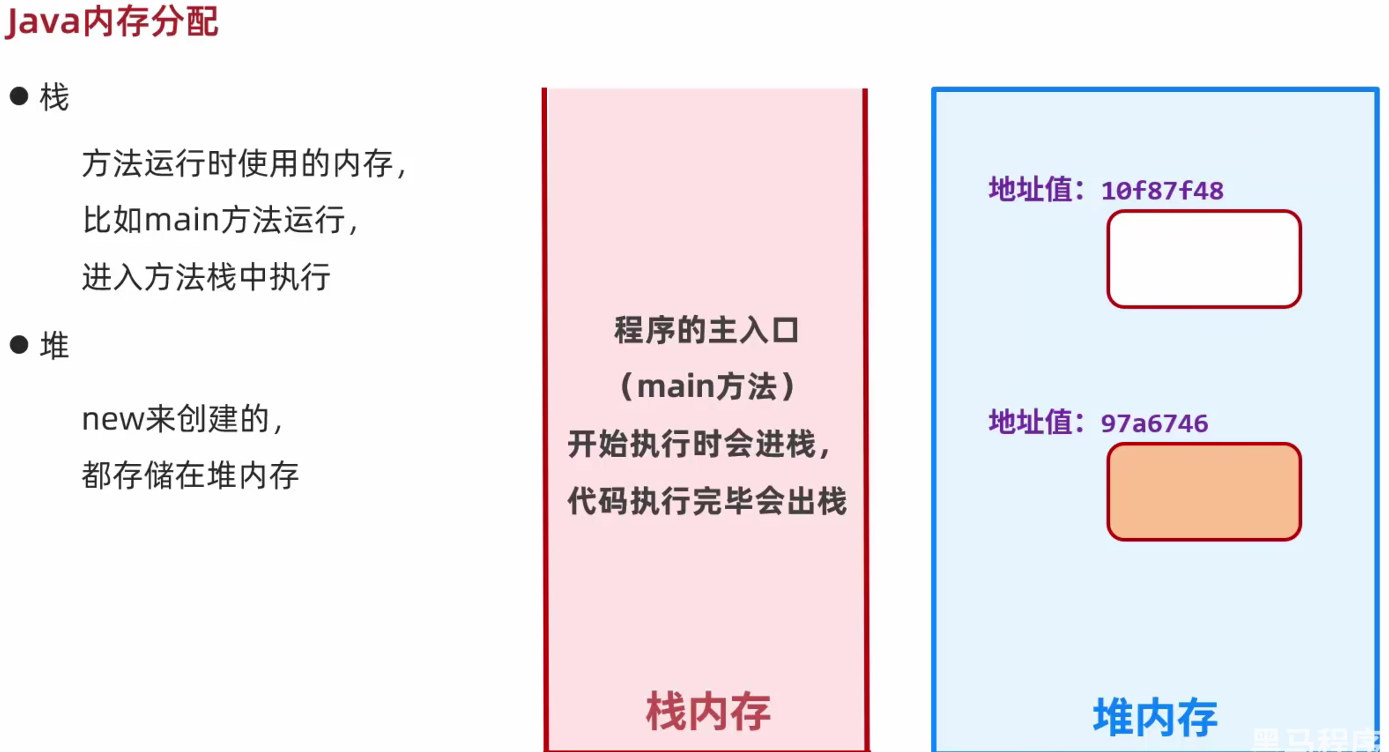 Java内存分配
● 栈
方法运行时使用的内存，
比如main方法运行，
进入方法栈中执行
● 堆
new来创建的，
都存储在堆内存
程序的主入口
（main方法）
开始执行时会进栈，
代码执行完毕会出栈
栈内存
地址值：10f87f48
地址值：97a6746
堆内存
黑马程序